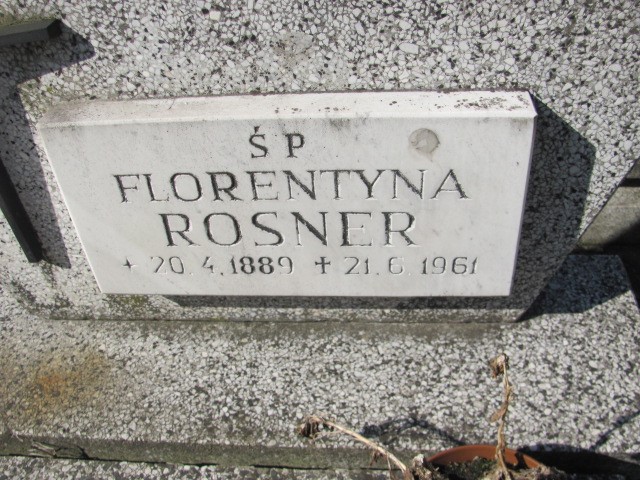 ŚP
FLORENTYNA
ROSNER
+ 20.4.1889 + 21.6.1961